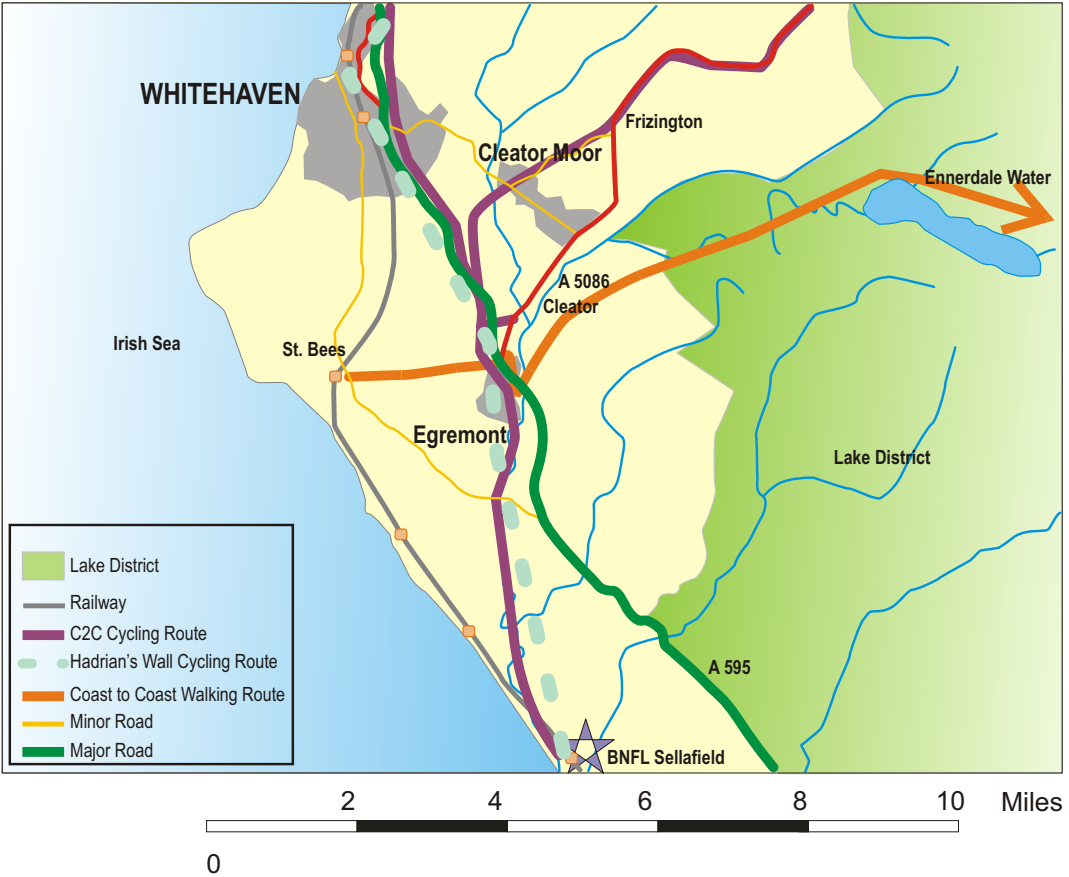 WHITEHAVEN
Frizington
Cleator Moor
Ennerdale Water
A 5086
Cleator
Irish Sea
St. Bees
Egremont
Lake District
Lake District
Railway
C2C Cycling Route
Hadrian's Wall Cycling Route
Coast to Coast Walking Route
Minor Road
Major Road
A 595
BNFL Sellafield
2 4 6 8 10 Miles
0